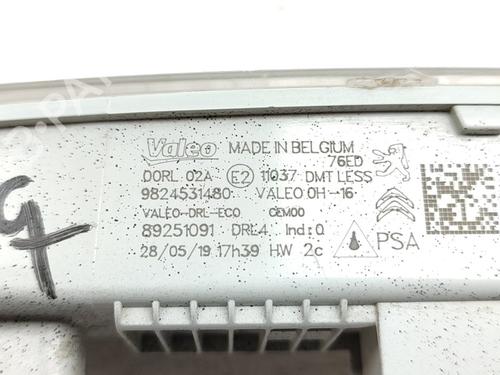 Valeo MADE IN BELGIUM
76ED
DORL 02A E2 11037 DMT LESS
9824531480 VALEO 0H-16
VALEO-DRL-ECO CEM00
89251091 DRL4 Ind:0
28/05/19 17h39 HW 2c
PSA